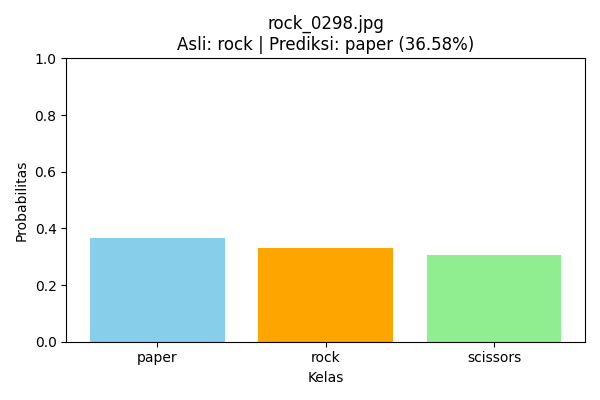 rock_0298.jpg
Asli: rock | Prediksi: paper (36.58%)
1.0
0.8
0.6
0.4
0.2
0.0
Probabilitas
paper rock scissors
Kelas